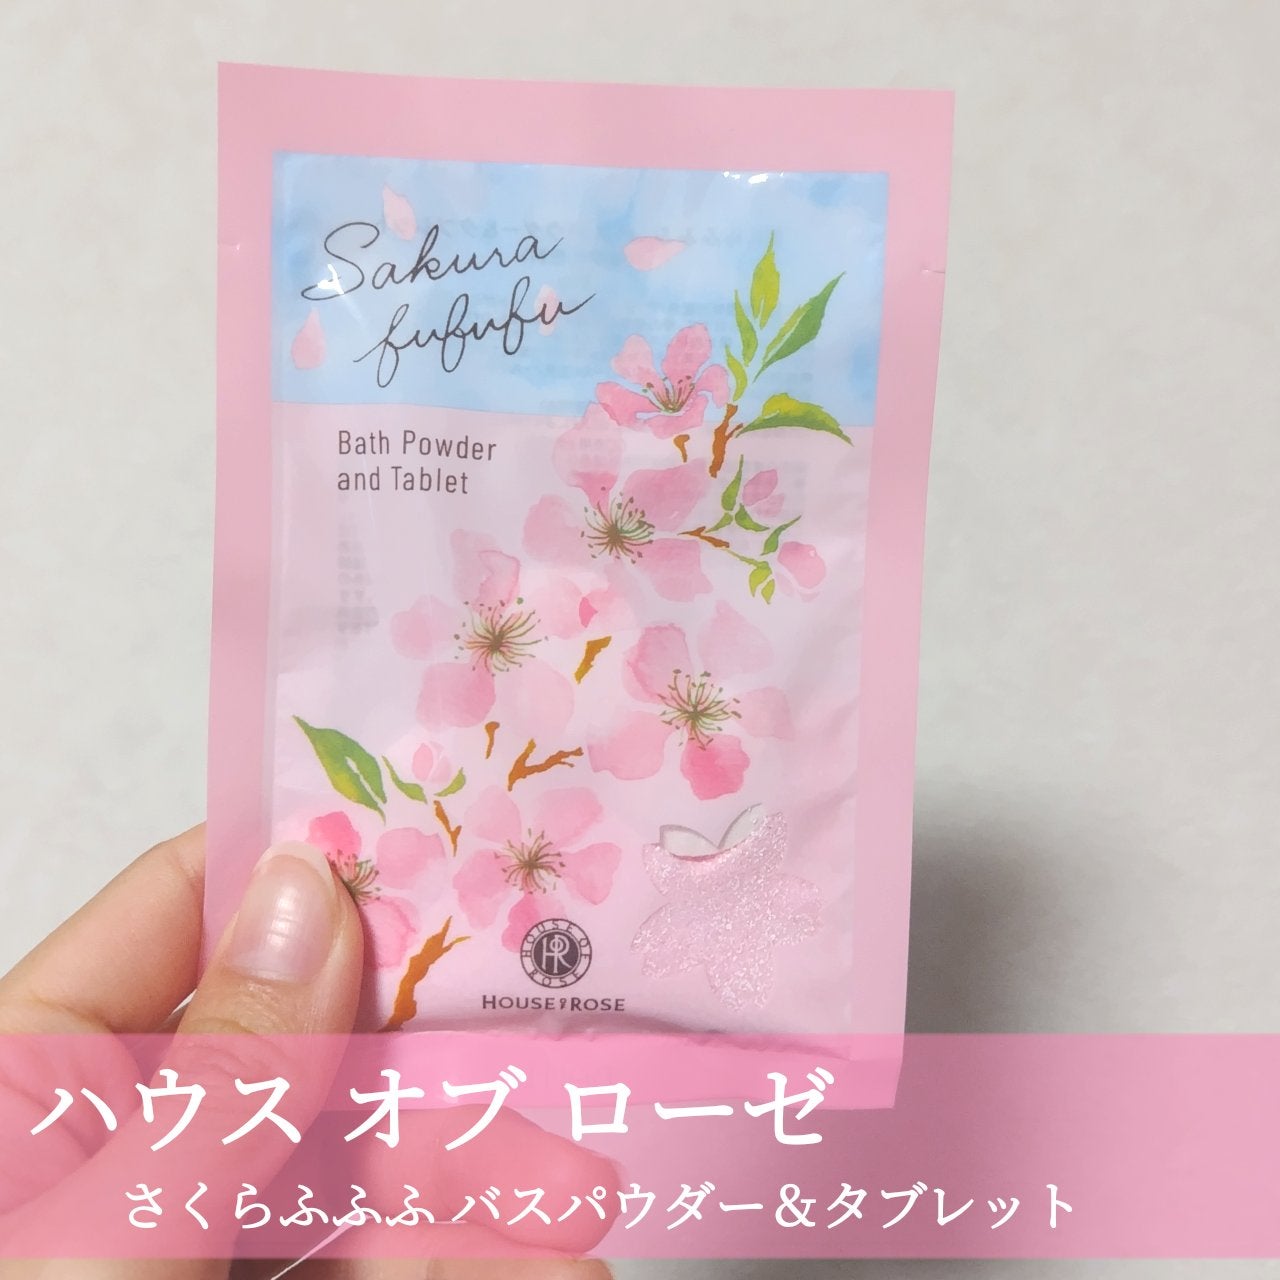 Sakura
fufufu
Bath Powder
and Tablet
HOUSE OF ROSE
HR
HOUSE OF ROSE
ハウス オブ ローゼ
さくらふふふ バスパウダー＆タブレット